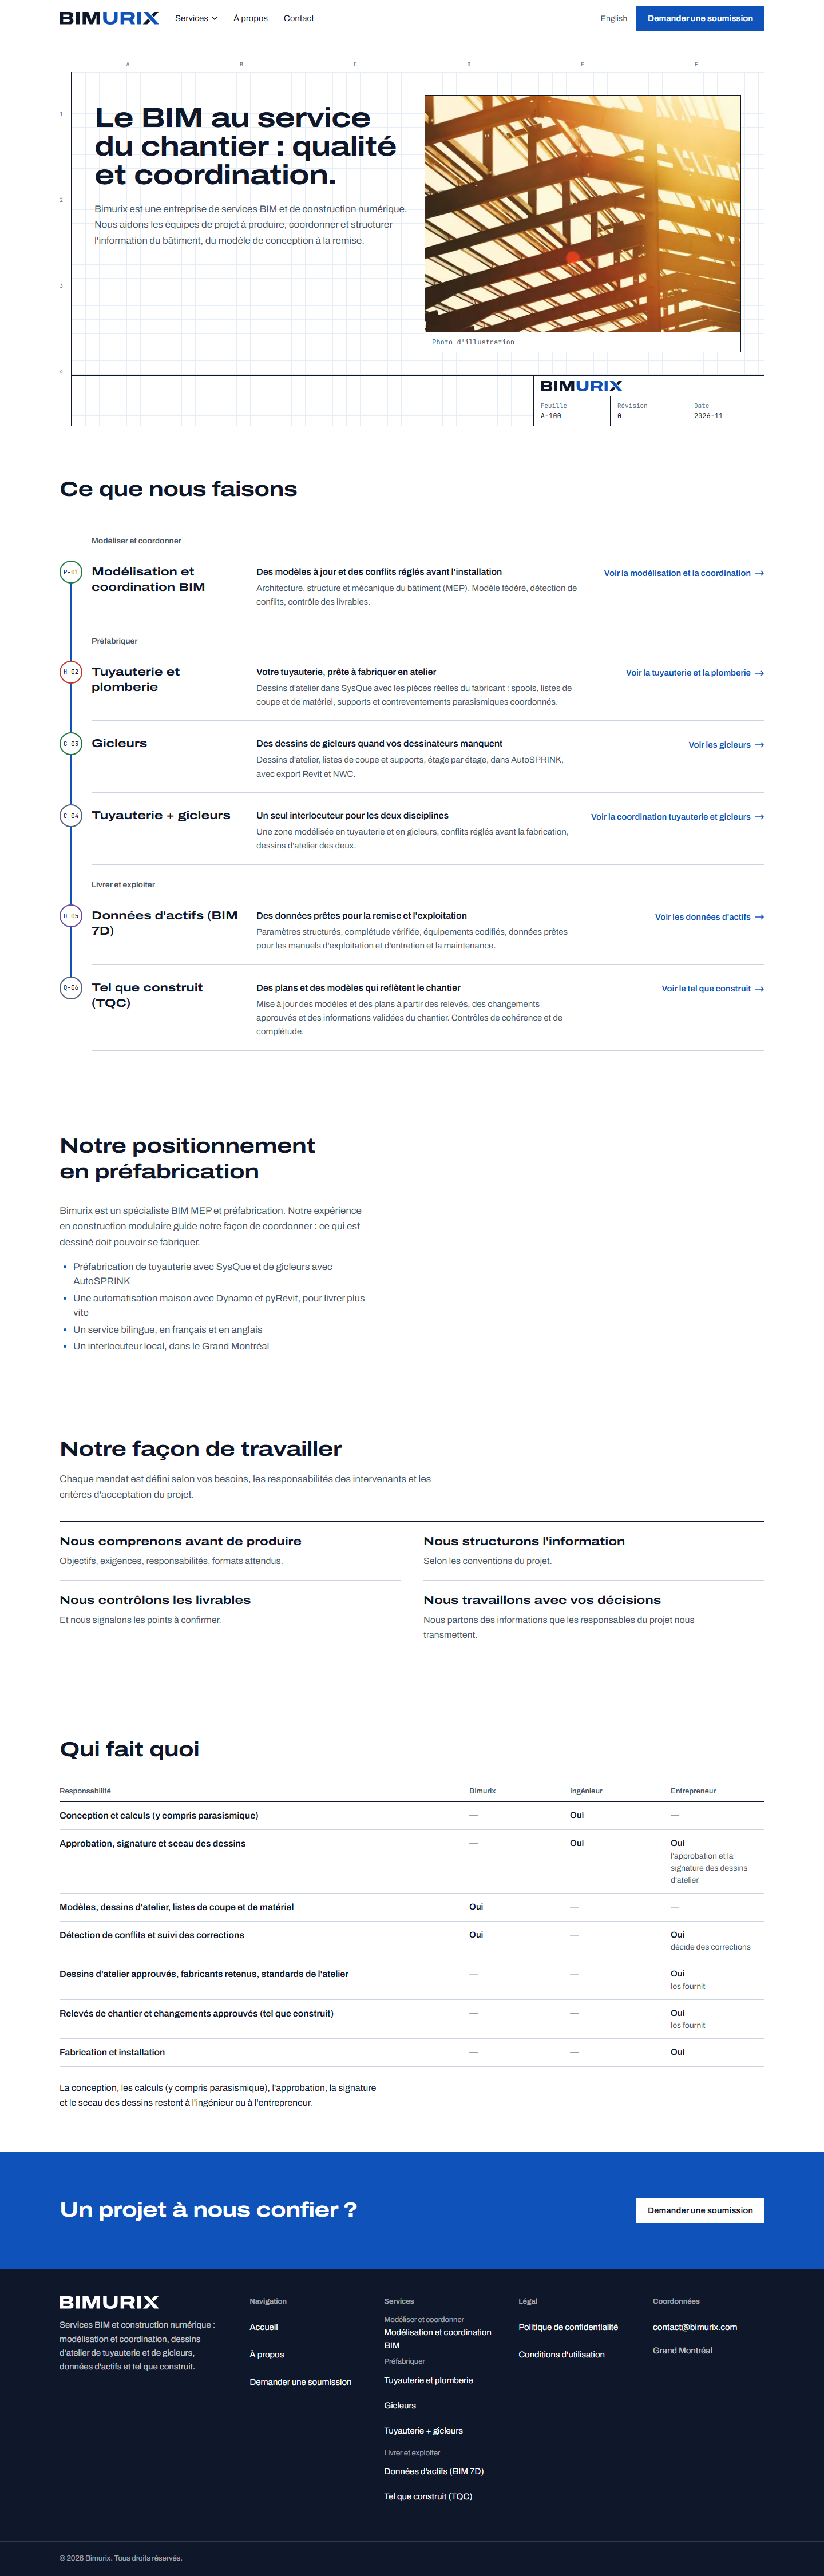 BIMURIX
Services
À propos
Contact
English
Demander une soumission
A
B
C
D
E
F
1
2
3
4
Le BIM au service
du chantier : qualité
et coordination.
Bimurix est une entreprise de services BIM et de construction numérique.
Nous aidons les équipes de projet à produire, coordonner et structurer
l'information du bâtiment, du modèle de conception à la remise.
Photo d'illustration
BIMURIX
Feuille
A-100
Révision
0
Date
2026-11
Ce que nous faisons
Modéliser et coordonner
P-01
Modélisation et
coordination BIM
Des modèles à jour et des conflits réglés avant l'installation
Architecture, structure et mécanique du bâtiment (MEP). Modèle fédéré, détection de
conflits, contrôle des livrables.
Voir la modélisation et la coordination →
Préfabriquer
H-02
Tuyauterie et
plomberie
Votre tuyauterie, prête à fabriquer en atelier
Dessins d'atelier dans SysQue avec les pièces réelles du fabricant : spools, listes de
coupe et de matériel, supports et contreventements parasismiques coordonnés.
Voir la tuyauterie et la plomberie →
G-03
Gicleurs
Des dessins de gicleurs quand vos dessinateurs manquent
Dessins d'atelier, listes de coupe et supports, étage par étage, dans AutoSPRINK,
avec export Revit et NWC.
Voir les gicleurs →
C-04
Tuyauterie + gicleurs
Un seul interlocuteur pour les deux disciplines
Une zone modélisée en tuyauterie et en gicleurs, conflits réglés avant la fabrication,
dessins d'atelier des deux.
Voir la coordination tuyauterie et gicleurs →
Livrer et exploiter
D-05
Données d'actifs (BIM
7D)
Des données prêtes pour la remise et l'exploitation
Paramètres structurés, complétude vérifiée, équipements codifiés, données prêtes
pour les manuels d'exploitation et d'entretien et la maintenance.
Voir les données d'actifs →
Q-06
Tel que construit
(TQC)
Des plans et des modèles qui reflètent le chantier
Mise à jour des modèles et des plans à partir des relevés, des changements
approuvés et des informations validées du chantier. Contrôles de cohérence et de
complétude.
Voir le tel que construit →
Notre positionnement
en préfabrication
Bimurix est un spécialiste BIM MEP et préfabrication. Notre expérience
en construction modulaire guide notre façon de coordonner : ce qui est
dessiné doit pouvoir se fabriquer.
• Préfabrication de tuyauterie avec SysQue et de gicleurs avec
AutoSPRINK
• Une automatisation maison avec Dynamo et pyRevit, pour livrer plus
vite
• Un service bilingue, en français et en anglais
• Un interlocuteur local, dans le Grand Montréal
Notre façon de travailler
Chaque mandat est défini selon vos besoins, les responsabilités des intervenants et les
critères d'acceptation du projet.
Nous comprenons avant de produire
Objectifs, exigences, responsabilités, formats attendus.
Nous structurons l'information
Selon les conventions du projet.
Nous contrôlons les livrables
Et nous signalons les points à confirmer.
Nous travaillons avec vos décisions
Nous partons des informations que les responsables du projet nous
transmettent.
Qui fait quoi
Responsabilité Bimurix Ingénieur Entrepreneur
Conception et calculs (y compris parasismique) — Oui —
Approbation, signature et sceau des dessins — Oui Oui
l'approbation et la
signature des dessins
d'atelier
Modèles, dessins d'atelier, listes de coupe et de matériel Oui — —
Détection de conflits et suivi des corrections Oui — Oui
décide des corrections
Dessins d'atelier approuvés, fabricants retenus, standards de l'atelier — — Oui
les fournit
Relevés de chantier et changements approuvés (tel que construit) — — Oui
les fournit
Fabrication et installation — — Oui
La conception, les calculs (y compris parasismique), l'approbation, la signature
et le sceau des dessins restent à l'ingénieur ou à l'entrepreneur.
Un projet à nous confier ?
Demander une soumission
BIMURIX
Services BIM et construction numérique :
modélisation et coordination, dessins
d'atelier de tuyauterie et de gicleurs,
données d'actifs et tel que construit.
Navigation
Accueil
À propos
Demander une soumission
Services
Modéliser et coordonner
Modélisation et coordination
BIM
Préfabriquer
Tuyauterie et plomberie
Gicleurs
Tuyauterie + gicleurs
Livrer et exploiter
Données d'actifs (BIM 7D)
Tel que construit (TQC)
Légal
Politique de confidentialité
Conditions d'utilisation
Coordonnées
contact@bimurix.com
Grand Montréal
© 2026 Bimurix. Tous droits réservés.